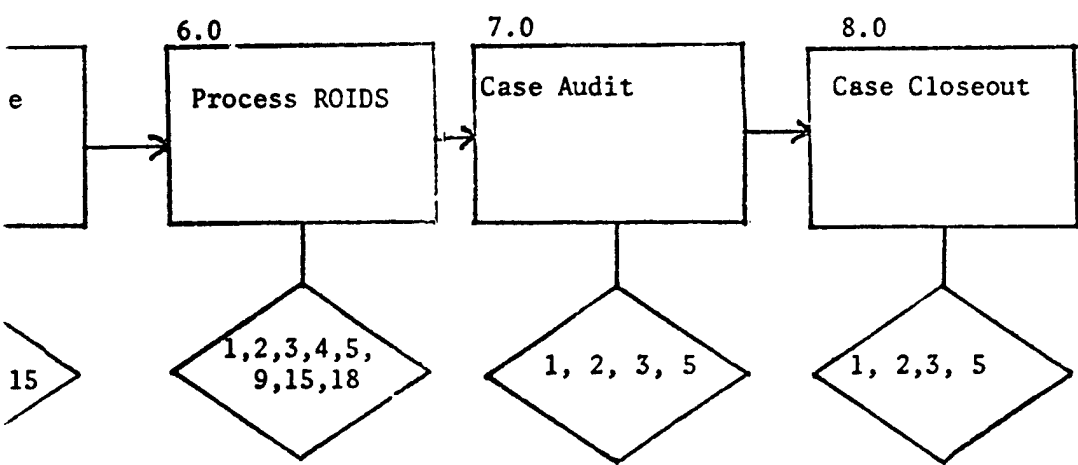 6.0
7.0
8.0
e
Process ROIDS
Case Audit
Case Closeout
15
1,2,3,4,5,
9,15,18
1, 2, 3, 5
1, 2,3, 5